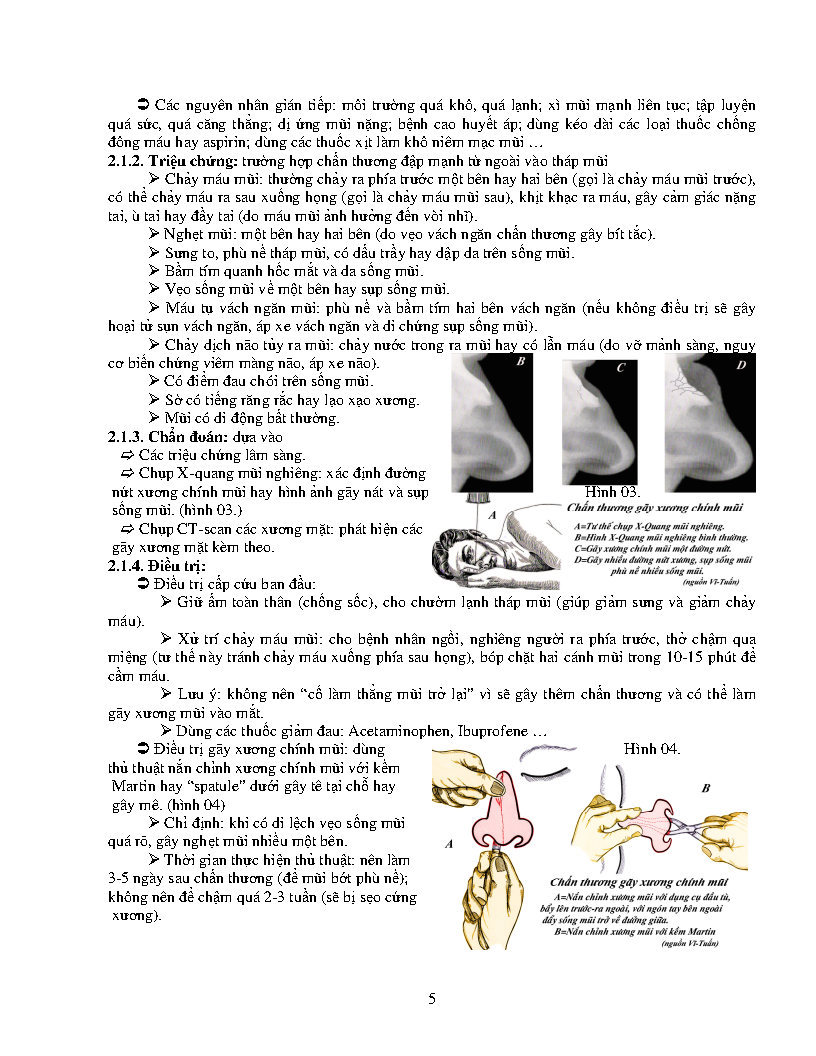 ➲ Các nguyên nhân gián tiếp: môi trường quá khô, quá lạnh; xì mũi mạnh liên tục; tập luyện
quá sức, quá căng thẳng; dị ứng mũi nặng; bệnh cao huyết áp; dùng kéo dài các loại thuốc chống
đông máu hay aspirin; dùng các thuốc xịt làm khô niêm mạc mũi …
2.1.2. Triệu chứng: trường hợp chấn thương đập mạnh từ ngoài vào tháp mũi
➢ Chảy máu mũi: thường chảy ra phía trước một bên hay hai bên (gọi là chảy máu mũi trước),
có thể chảy máu ra sau xuống họng (gọi là chảy máu mũi sau), khịt khạc ra máu, gây cảm giác nặng
tai, ù tai hay đầy tai (do máu mũi ảnh hưởng đến vòi nhĩ).
➢ Nghẹt mũi: một bên hay hai bên (do vẹo vách ngăn chấn thương gây bít tắc).
➢ Sưng to, phù nề tháp mũi, có dấu trầy hay dập da trên sống mũi.
➢ Bầm tím quanh hốc mắt và da sống mũi.
➢ Vẹo sống mũi về một bên hay sụp sống mũi.
➢ Máu tụ vách ngăn mũi: phù nề và bầm tím hai bên vách ngăn (nếu không điều trị sẽ gây
hoại tử sụn vách ngăn, áp xe vách ngăn và di chứng sụp sống mũi).
➢ Chảy dịch não tủy ra mũi: chảy nước trong ra mũi hay có lẫn máu (do vỡ mảnh sàng, nguy
cơ biến chứng viêm màng não, áp xe não).
➢ Có điểm đau chói trên sống mũi.
➢ Sờ có tiếng răng rắc hay lạo xạo xương.
➢ Mũi có di động bất thường.
2.1.3. Chẩn đoán: dựa vào
➩ Các triệu chứng lâm sàng.
➩ Chụp X-quang mũi nghiêng: xác định đường
nứt xương chính mũi hay hình ảnh gãy nát và sụp
sống mũi. (hình 03.)
➩ Chụp CT-scan các xương mặt: phát hiện các
gãy xương mặt kèm theo.
B
C
D
Hình 03.
A
Chấn thương gãy xương chính mũi
A=Tư thế chụp X-Quang mũi nghiêng.
B=Hình X-Quang mũi nghiêng bình thường.
C=Gãy xương chính mũi một đường nứt.
D=Gãy nhiều đường nứt xương, sụp sống mũi
phù nề nhiều sống mũi.
(nguồn Vĩ-Tuấn)
2.1.4. Điều trị:
➲ Điều trị cấp cứu ban đầu:
➢ Giữ ấm toàn thân (chống sốc), cho chườm lạnh tháp mũi (giúp giảm sưng và giảm chảy
máu).
➢ Xử trí chảy máu mũi: cho bệnh nhân ngồi, nghiêng người ra phía trước, thở chậm qua
miệng (tư thế này tránh chảy máu xuống phía sau họng), bóp chặt hai cánh mũi trong 10-15 phút để
cầm máu.
➢ Lưu ý: không nên “cố làm thẳng mũi trở lại” vì sẽ gây thêm chấn thương và có thể làm
gãy xương mũi vào mắt.
➢ Dùng các thuốc giảm đau: Acetaminophen, Ibuprofene …
➲ Điều trị gãy xương chính mũi: dùng
thủ thuật nắn chỉnh xương chính mũi với kềm
Martin hay “spatule” dưới gây tê tại chỗ hay
gây mê. (hình 04)
➢ Chỉ định: khi có di lệch vẹo sống mũi
quá rõ, gây nghẹt mũi nhiều một bên.
➢ Thời gian thực hiện thủ thuật: nên làm
3-5 ngày sau chấn thương (để mũi bớt phù nề);
không nên để chậm quá 2-3 tuần (sẽ bị sẹo cứng
xương).
Hình 04.
A
B
Chấn thương gãy xương chính mũi
A=Nắn chỉnh xương mũi với dụng cụ đầu tù,
bẩy lên trước-ra ngoài, với ngón tay bên ngoài
đẩy sống mũi trở về đường giữa.
B=Nắn chỉnh xương mũi với kềm Martin
(nguồn Vĩ-Tuấn)
5